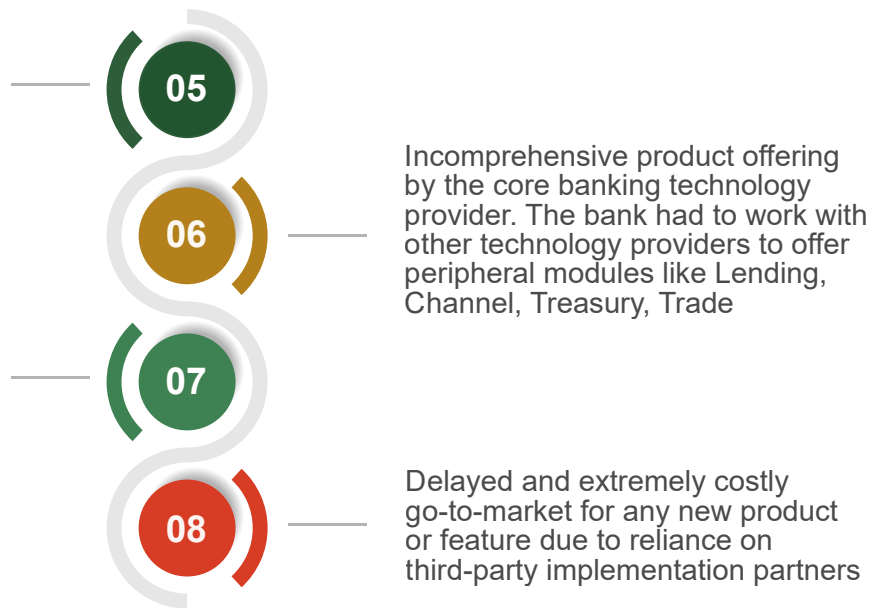 05
06
Incomprehensive product offering
by the core banking technology
provider. The bank had to work with
other technology providers to offer
peripheral modules like Lending,
Channel, Treasury, Trade
07
08
Delayed and extremely costly
go-to-market for any new product
or feature due to reliance on
third-party implementation partners